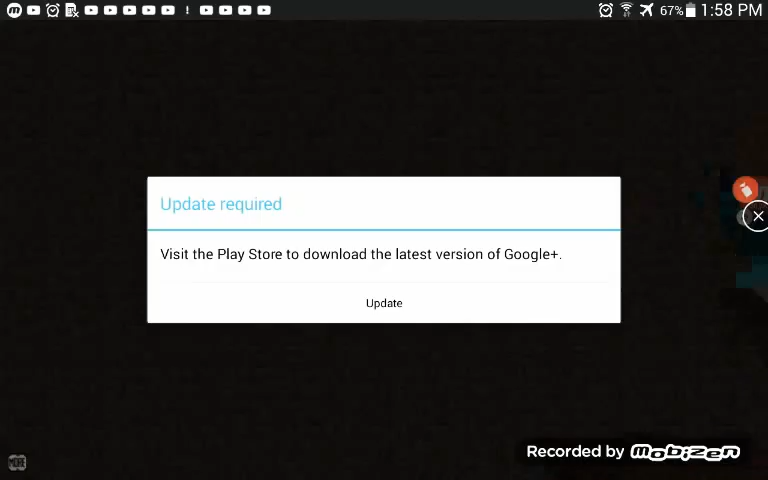 67% 1:58 PM
Update required
Visit the Play Store to download the latest version of Google+.
Update
MORE
Recorded by mobizen